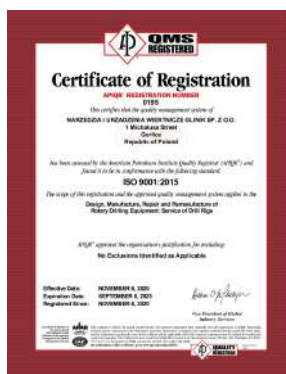 QMS
REGISTERED
Certificate of Registration
APIQR® REGISTRATION NUMBER
0195
This certifies that the quality management system of
NARZEDZIA I URZADZENIA WIERTNICZE GLINIK SP. Z O.O.
1 Michalusa Street
Gorlice
Republic of Poland
has been assessed by the American Petroleum Institute Quality Registrar (APIQR®) and
found to be in conformance with the following standard:
ISO 9001:2015
The scope of this registration and the approved quality management system applies to the
Design, Manufacture, Repair and Remanufacture of
Rotary Drilling Equipment; Service of Drill Rigs
APIQR® approves the organization's justification for excluding:
No Exclusions Identified as Applicable
Effective Date: NOVEMBER 6, 2020
Expiration Date: SEPTEMBER 6, 2023
Registered Since: NOVEMBER 6, 2020
Vice President of Global
Industry Services
QUALITY
REGISTRAR